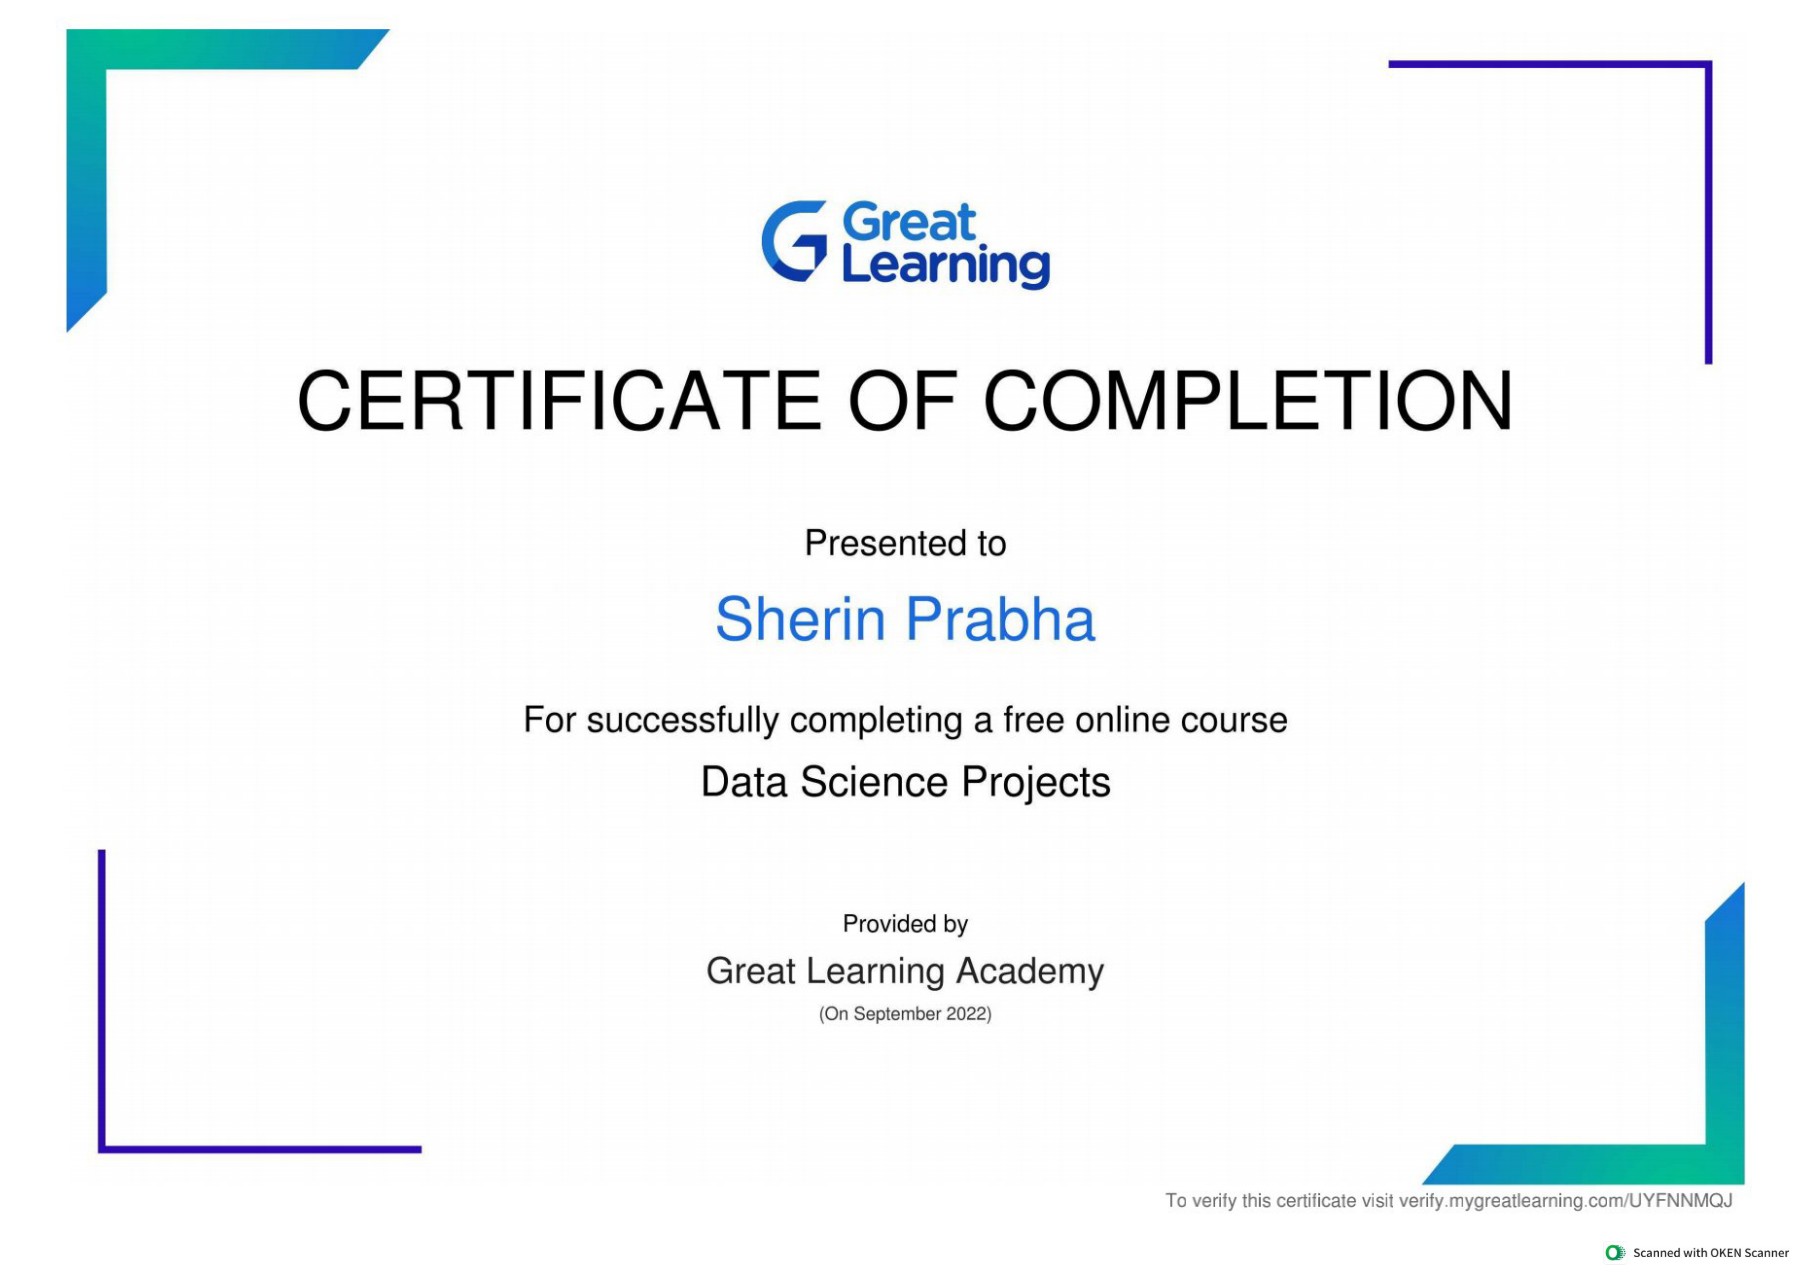 Great
Learning
CERTIFICATE OF COMPLETION
Presented to
Sherin Prabha
For successfully completing a free online course
Data Science Projects
Provided by
Great Learning Academy
(On September 2022)
To verify this certificate visit verify.mygreatlearning.com/UYFNNMQJ
Scanned with OKEN Scanner